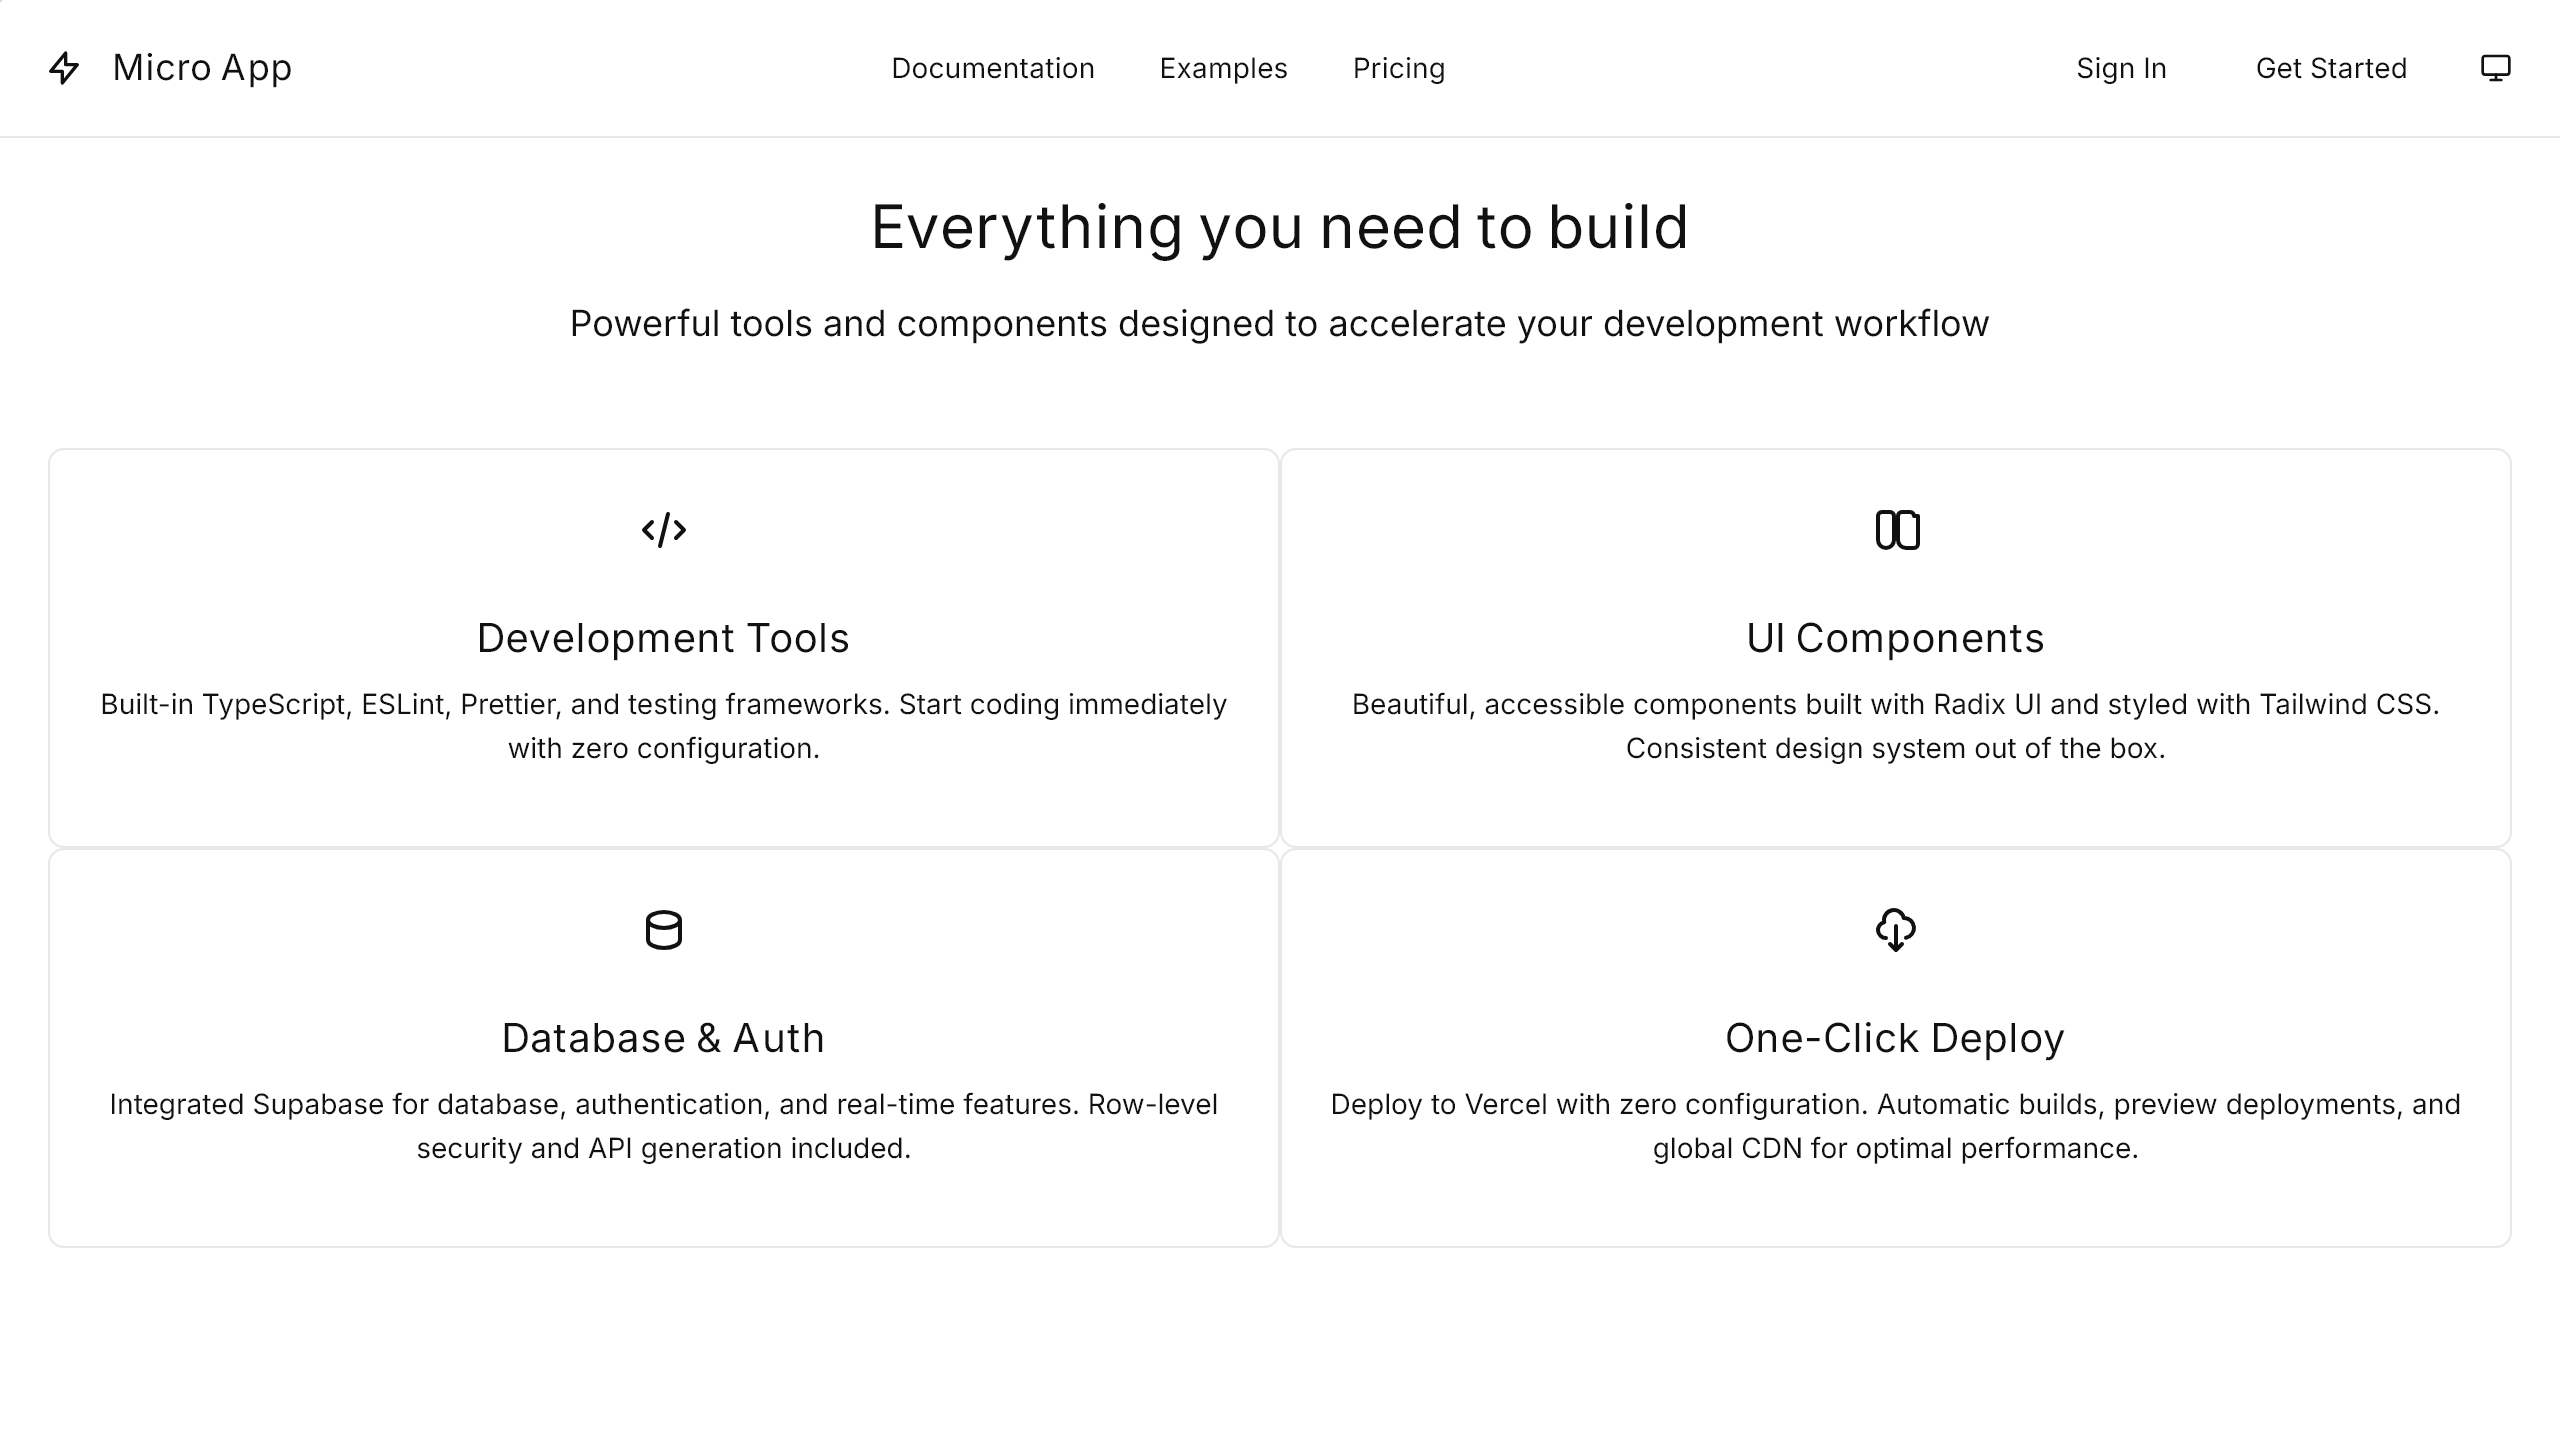 Micro App
Documentation
Examples
Pricing
Sign In
Get Started
Everything you need to build
Powerful tools and components designed to accelerate your development workflow
Development Tools
Built-in TypeScript, ESLint, Prettier, and testing frameworks. Start coding immediately
with zero configuration.
UI Components
Beautiful, accessible components built with Radix UI and styled with Tailwind CSS.
Consistent design system out of the box.
Database & Auth
Integrated Supabase for database, authentication, and real-time features. Row-level
security and API generation included.
One-Click Deploy
Deploy to Vercel with zero configuration. Automatic builds, preview deployments, and
global CDN for optimal performance.